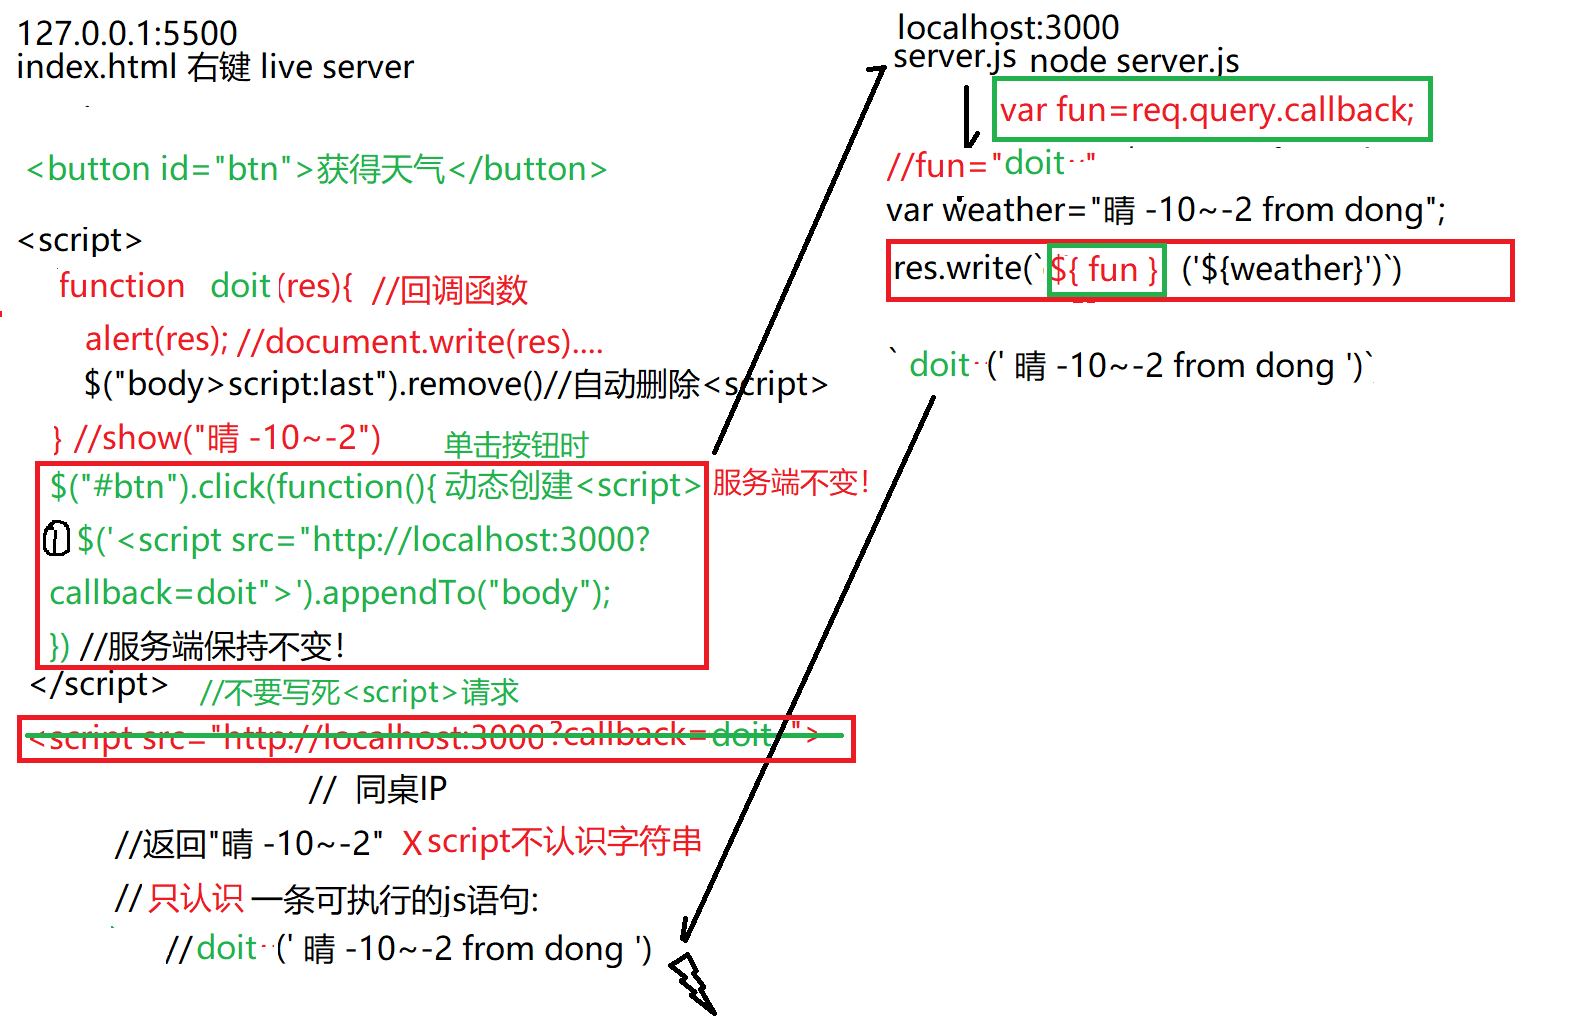 127.0.0.1:5500
index.html 右键 live server
<button id="btn">获得天气</button>
<script>
function doit (res){ //回调函数
alert(res); //document.write(res)....
$("body>script:last").remove()//自动删除<script>
} //show("晴 -10~-2")
单击按钮时
$("#btn").click(function(){ 动态创建<script>
服务端不变!
① $('<script src="http://localhost:3000?
callback=doit">').appendTo("body");
}) //服务端保持不变!
</script>
//不要写死<script>请求
<script src="http://localhost:3000?callback=doit ">
// 同桌IP
//返回"晴 -10~-2" X script不认识字符串
// 只认识 一条可执行的js语句:
//doit (' 晴 -10~-2 from dong ')
localhost:3000
server.js node server.js
var fun=req.query.callback;
//fun="doit "
var weather="晴 -10~-2 from dong";
res.write(`${ fun } ('${weather}')`)
` doit (' 晴 -10~-2 from dong ')`